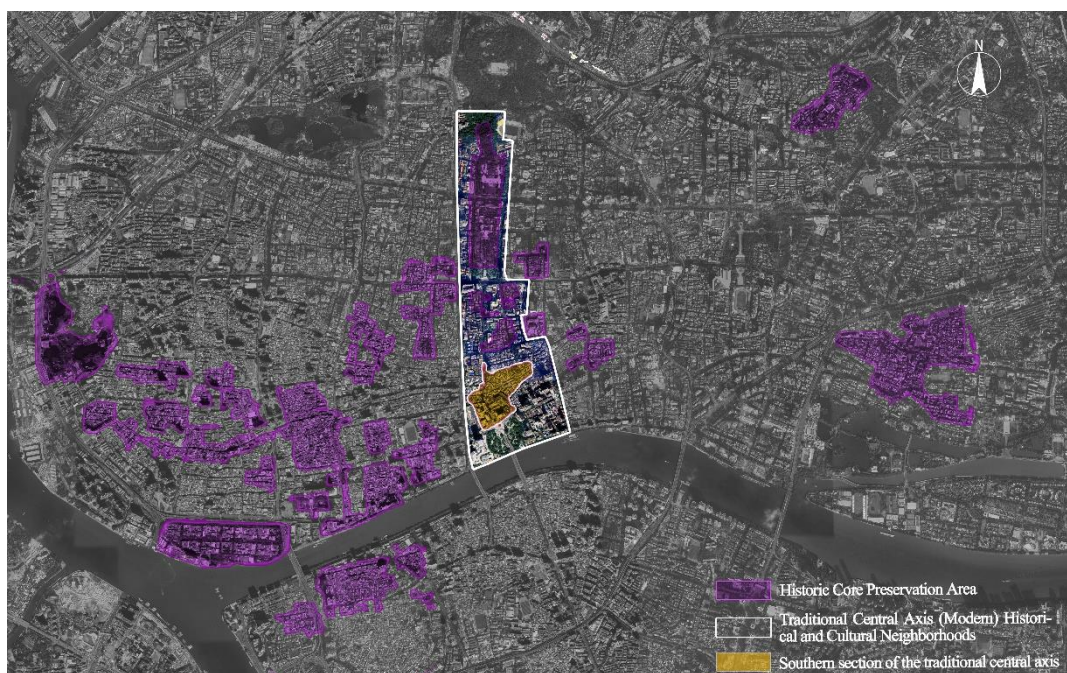 N
Historic Core Preservation Area
Traditional Central Axis (Modern) Histori-
cal and Cultural Neighborhoods
Southern section of the traditional central axis